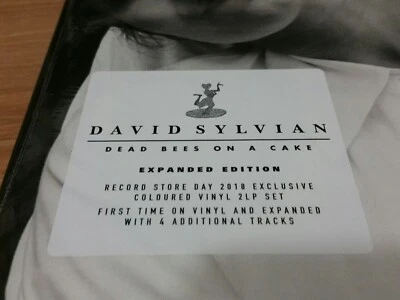 DAVID SYLVIAN
DEAD BEES ON A CAKE
EXPANDED EDITION
RECORD STORE DAY 2018 EXCLUSIVE
COLOURED VINYL 2LP SET
FIRST TIME ON VINYL AND EXPANDED
WITH 4 ADDITIONAL TRACKS